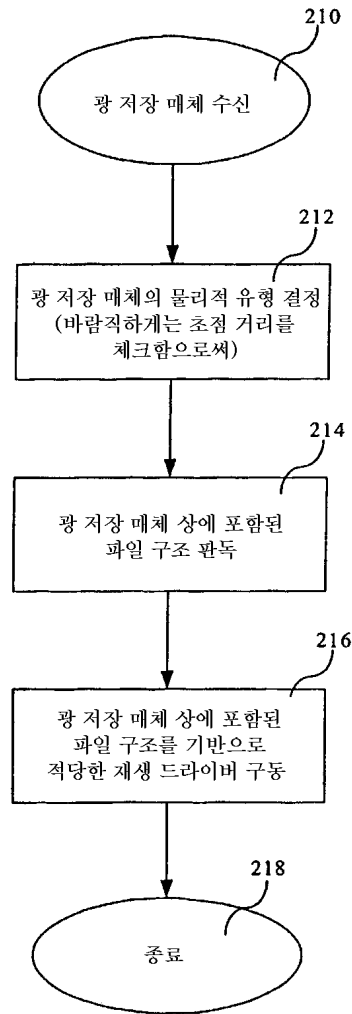 210
광 저장 매체 수신
212
광 저장 매체의 물리적 유형 결정
(바람직하게는 초점 거리를
체크함으로써)
214
광 저장 매체 상에 포함된
파일 구조 판독
216
광 저장 매체 상에 포함된
파일 구조를 기반으로
적당한 재생 드라이버 구동
218
종료